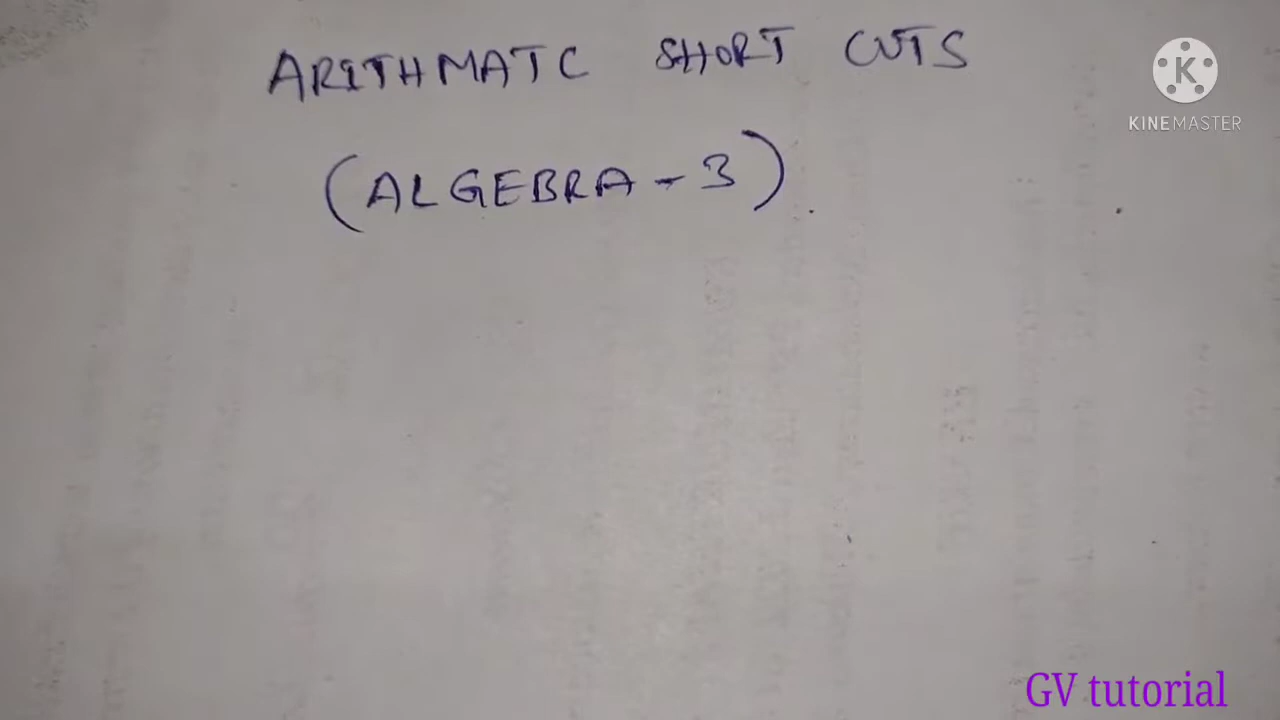 ARITHMATC SHORT CUTS
(ALGEBRA - 3)
K
KINEMASTER
GV tutorial